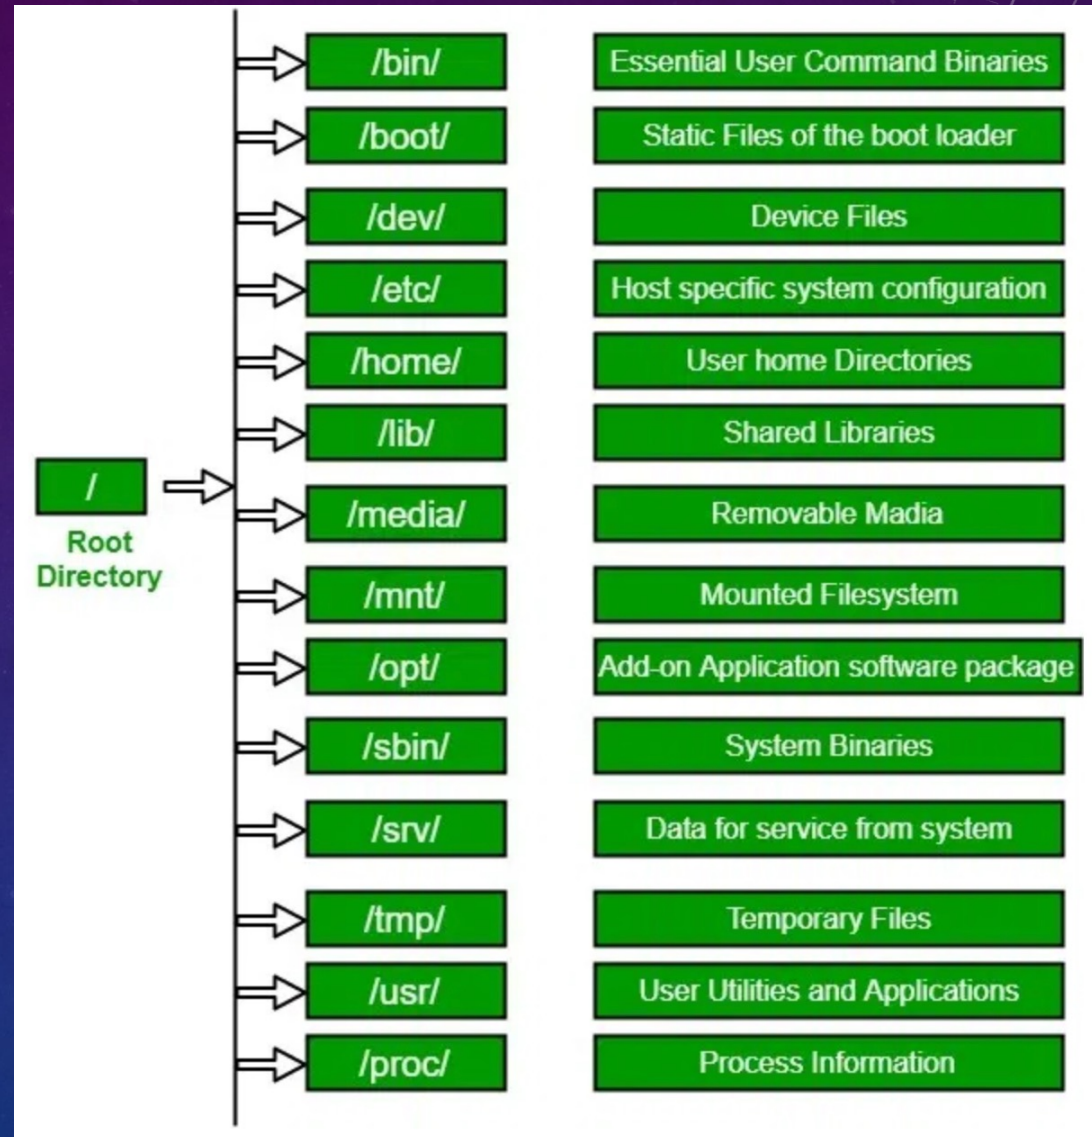 /bin/ Essential User Command Binaries
/boot/ Static Files of the boot loader
/dev/ Device Files
/etc/ Host specific system configuration
/home/ User home Directories
/lib/ Shared Libraries
/
Root
Directory
/media/ Removable Madia
/mnt/ Mounted Filesystem
/opt/ Add-on Application software package
/sbin/ System Binaries
/srv/ Data for service from system
/tmp/ Temporary Files
/usr/ User Utilities and Applications
/proc/ Process Information